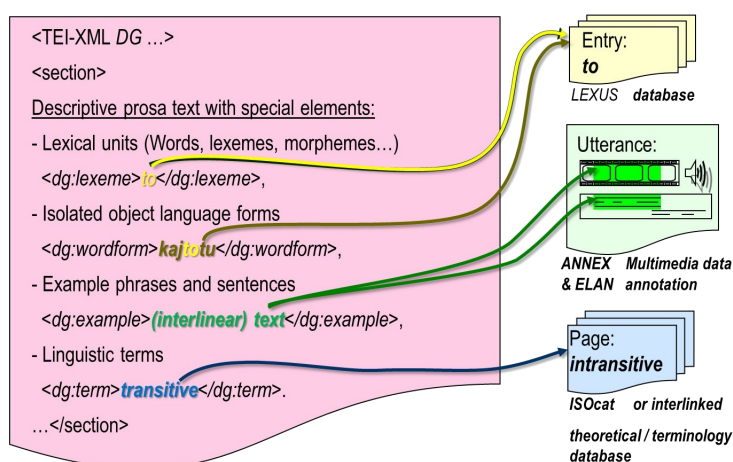 <TEI-XML DG …>
<section>
Descriptive prosa text with special elements:
- Lexical units (Words, lexemes, morphemes…)
<dg:lexeme>to</dg:lexeme>,
- Isolated object language forms
<dg:wordform>kajtotu</dg:wordform>,
- Example phrases and sentences
<dg:example>(interlinear) text</dg:example>,
- Linguistic terms
<dg:term>transitive</dg:term>.
…</section>
Entry:
to
LEXUS database
Utterance:
ANNEX Multimedia data
& ELAN annotation
Page:
intransitive
ISOcat or interlinked
theoretical / terminology
database